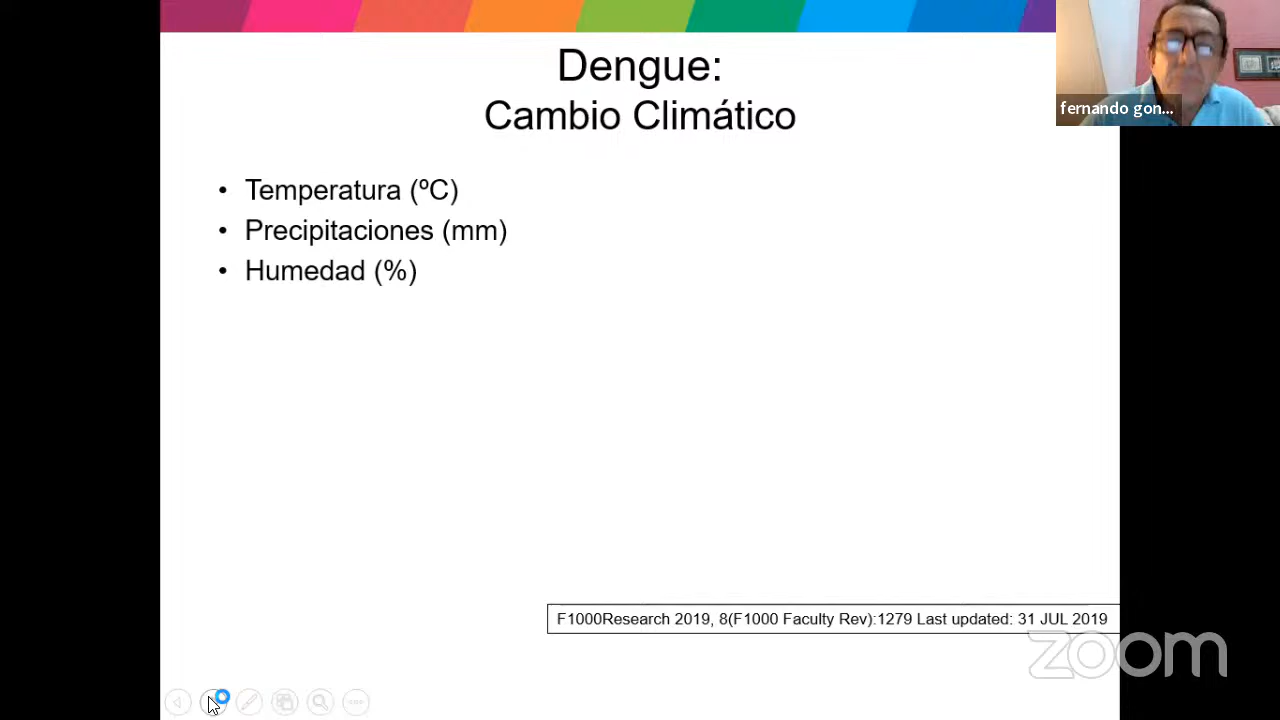 Dengue:
Cambio Climático
fernando gon...
• Temperatura (ºC)
• Precipitaciones (mm)
• Humedad (%)
F1000Research 2019, 8(F1000 Faculty Rev):1279 Last updated: 31 JUL 2019
zoom